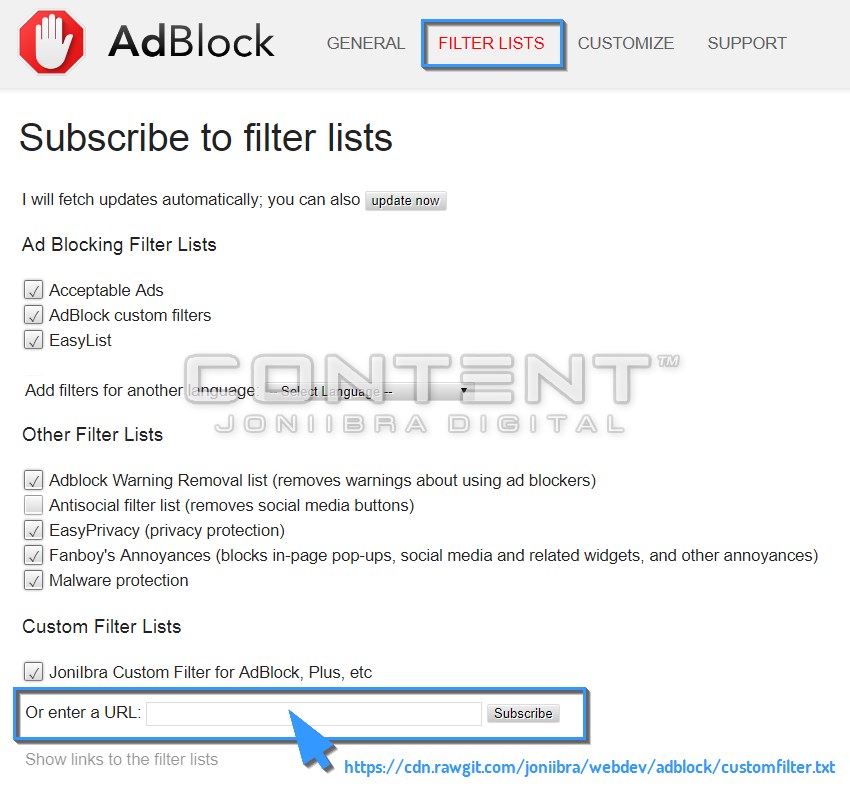 AdBlock
GENERAL FILTER LISTS CUSTOMIZE SUPPORT
Subscribe to filter lists
I will fetch updates automatically; you can also update now
Ad Blocking Filter Lists
Acceptable Ads
AdBlock custom filters
EasyList
CONTENT™
Add filters for another language: -- Select Language --
JONIIBRA DIGITAL
Other Filter Lists
Adblock Warning Removal list (removes warnings about using ad blockers)
Antisocial filter list (removes social media buttons)
EasyPrivacy (privacy protection)
Fanboy's Annoyances (blocks in-page pop-ups, social media and related widgets, and other annoyances)
Malware protection
Custom Filter Lists
JoniIbra Custom Filter for AdBlock, Plus, etc
Or enter a URL: Subscribe
Show links to the filter lists
https://cdn.rawgit.com/joniibra/webdev/adblock/customfilter.txt